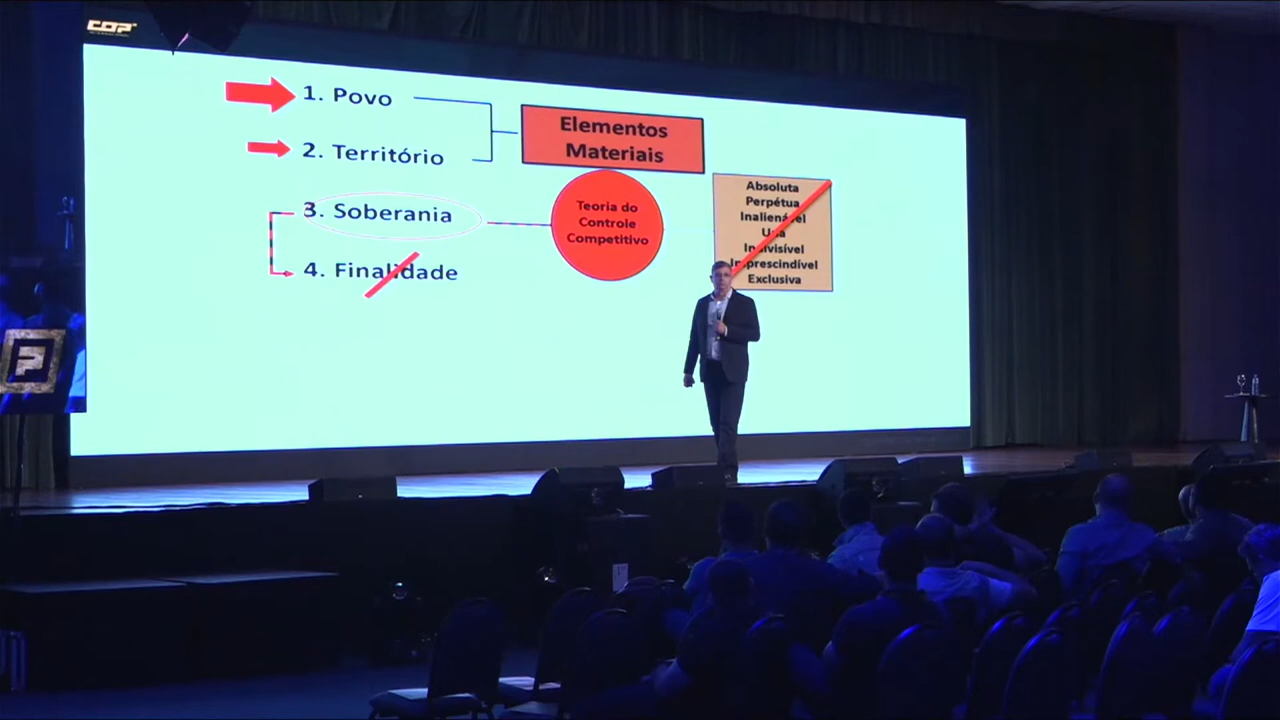 COP
1. Povo
2. Território
3. Soberania
4. Finalidade
Elementos
Materiais
Teoria do
Controle
Competitivo
Absoluta
Perpétua
Inalienável
Una
Indivisível
Imprescindível
Exclusiva